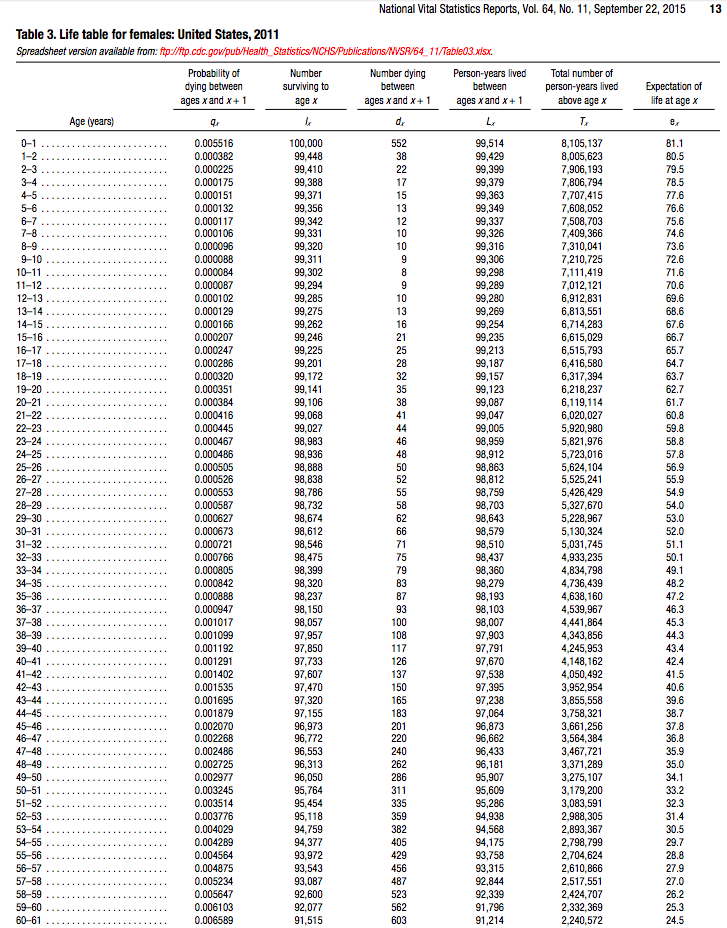 National Vital Statistics Reports, Vol. 64, No. 11, September 22, 2015 13
Table 3. Life table for females: United States, 2011
Spreadsheet version available from: ftp://ftp.cdc.gov/pub/Health_Statistics/NCHS/Publications/NVSR/64_11/Table03.xlsx.
Probability of Number Number dying Person-years lived Total number of
dying between surviving to between between person-years lived Expectation of
ages x and x + 1 age x ages x and x + 1 ages x and x + 1 above age x life at age x
Age (years) qx lx dx Lx Tx ex
0–1 0.005516 100,000 552 99,514 8,105,137 81.1
1–2 0.000382 99,448 38 99,429 8,005,623 80.5
2–3 0.000225 99,410 22 99,399 7,906,193 79.5
3–4 0.000175 99,388 17 99,379 7,806,794 78.5
4–5 0.000151 99,371 15 99,363 7,707,415 77.6
5–6 0.000132 99,356 13 99,349 7,608,052 76.6
6–7 0.000117 99,342 12 99,337 7,508,703 75.6
7–8 0.000106 99,331 10 99,326 7,409,366 74.6
8–9 0.000096 99,320 10 99,316 7,310,041 73.6
9–10 0.000088 99,311 9 99,306 7,210,725 72.6
10–11 0.000084 99,302 8 99,298 7,111,419 71.6
11–12 0.000087 99,294 9 99,289 7,012,121 70.6
12–13 0.000102 99,285 10 99,280 6,912,831 69.6
13–14 0.000129 99,275 13 99,269 6,813,551 68.6
14–15 0.000166 99,262 16 99,254 6,714,283 67.6
15–16 0.000207 99,246 21 99,235 6,615,029 66.7
16–17 0.000247 99,225 25 99,213 6,515,793 65.7
17–18 0.000286 99,201 28 99,187 6,416,580 64.7
18–19 0.000320 99,172 32 99,157 6,317,394 63.7
19–20 0.000351 99,141 35 99,123 6,218,237 62.7
20–21 0.000384 99,106 38 99,087 6,119,114 61.7
21–22 0.000416 99,068 41 99,047 6,020,027 60.8
22–23 0.000445 99,027 44 99,005 5,920,980 59.8
23–24 0.000467 98,983 46 98,959 5,821,976 58.8
24–25 0.000486 98,936 48 98,912 5,723,016 57.8
25–26 0.000505 98,888 50 98,863 5,624,104 56.9
26–27 0.000526 98,838 52 98,812 5,525,241 55.9
27–28 0.000553 98,786 55 98,759 5,426,429 54.9
28–29 0.000587 98,732 58 98,703 5,327,670 54.0
29–30 0.000627 98,674 62 98,643 5,228,967 53.0
30–31 0.000673 98,612 66 98,579 5,130,324 52.0
31–32 0.000721 98,546 71 98,510 5,031,745 51.1
32–33 0.000766 98,475 75 98,437 4,933,235 50.1
33–34 0.000805 98,399 79 98,360 4,834,798 49.1
34–35 0.000842 98,320 83 98,279 4,736,439 48.2
35–36 0.000888 98,237 87 98,193 4,638,160 47.2
36–37 0.000947 98,150 93 98,103 4,539,967 46.3
37–38 0.001017 98,057 100 98,007 4,441,864 45.3
38–39 0.001099 97,957 108 97,903 4,343,856 44.3
39–40 0.001192 97,850 117 97,791 4,245,953 43.4
40–41 0.001291 97,733 126 97,670 4,148,162 42.4
41–42 0.001402 97,607 137 97,538 4,050,492 41.5
42–43 0.001535 97,470 150 97,395 3,952,954 40.6
43–44 0.001695 97,320 165 97,238 3,855,558 39.6
44–45 0.001879 97,155 183 97,064 3,758,321 38.7
45–46 0.002070 96,973 201 96,873 3,661,256 37.8
46–47 0.002268 96,772 220 96,662 3,564,384 36.8
47–48 0.002486 96,553 240 96,433 3,467,721 35.9
48–49 0.002725 96,313 262 96,181 3,371,289 35.0
49–50 0.002977 96,050 286 95,907 3,275,107 34.1
50–51 0.003245 95,764 311 95,609 3,179,200 33.2
51–52 0.003514 95,454 335 95,286 3,083,591 32.3
52–53 0.003776 95,118 359 94,938 2,988,305 31.4
53–54 0.004029 94,759 382 94,568 2,893,367 30.5
54–55 0.004289 94,377 405 94,175 2,798,799 29.7
55–56 0.004564 93,972 429 93,758 2,704,624 28.8
56–57 0.004875 93,543 456 93,315 2,610,866 27.9
57–58 0.005234 93,087 487 92,844 2,517,551 27.0
58–59 0.005647 92,600 523 92,339 2,424,707 26.2
59–60 0.006103 92,077 562 91,796 2,332,369 25.3
60–61 0.006589 91,515 603 91,214 2,240,572 24.5